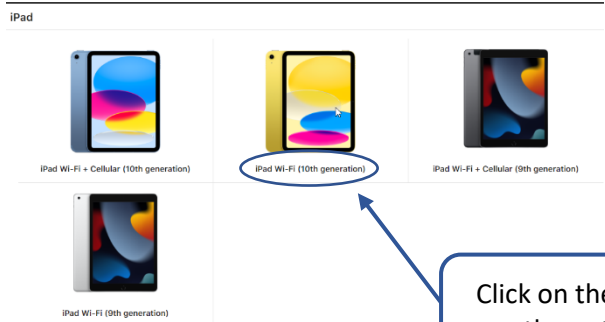 iPad
iPad Wi-Fi + Cellular (10th generation)
iPad Wi-Fi (10th generation)
iPad Wi-Fi + Cellular (9th generation)
iPad Wi-Fi (9th generation)
Click on the